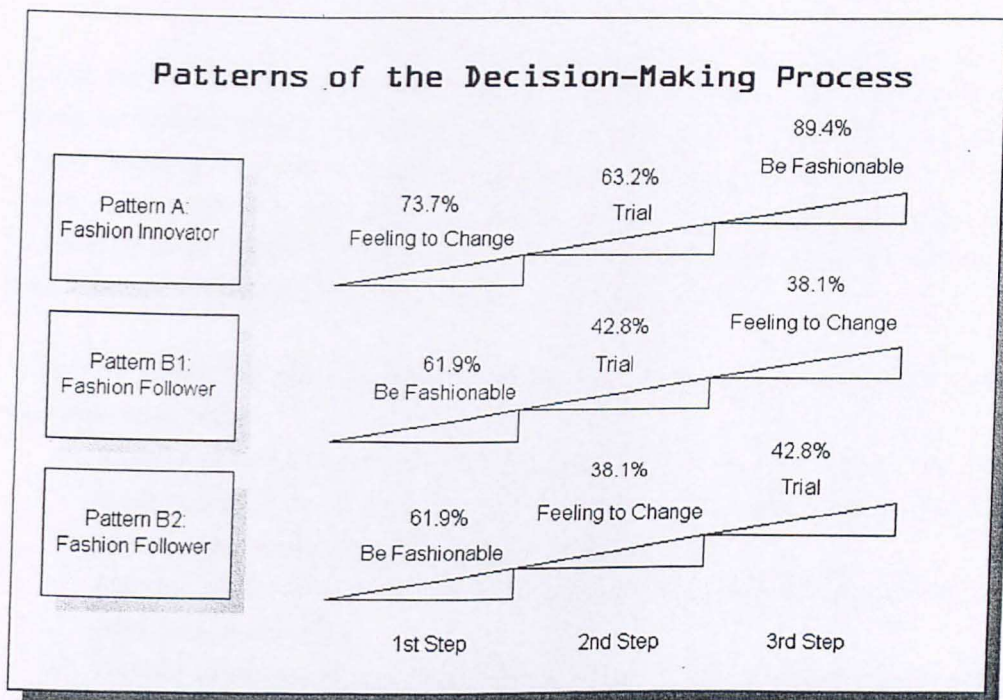 Patterns of the Decision-Making Process
Pattern A:
Fashion Innovator
73.7%
Feeling to Change
63.2%
Trial
89.4%
Be Fashionable
Pattern B1:
Fashion Follower
61.9%
Be Fashionable
42.8%
Trial
38.1%
Feeling to Change
Pattern B2:
Fashion Follower
61.9%
Be Fashionable
38.1%
Feeling to Change
42.8%
Trial
1st Step
2nd Step
3rd Step